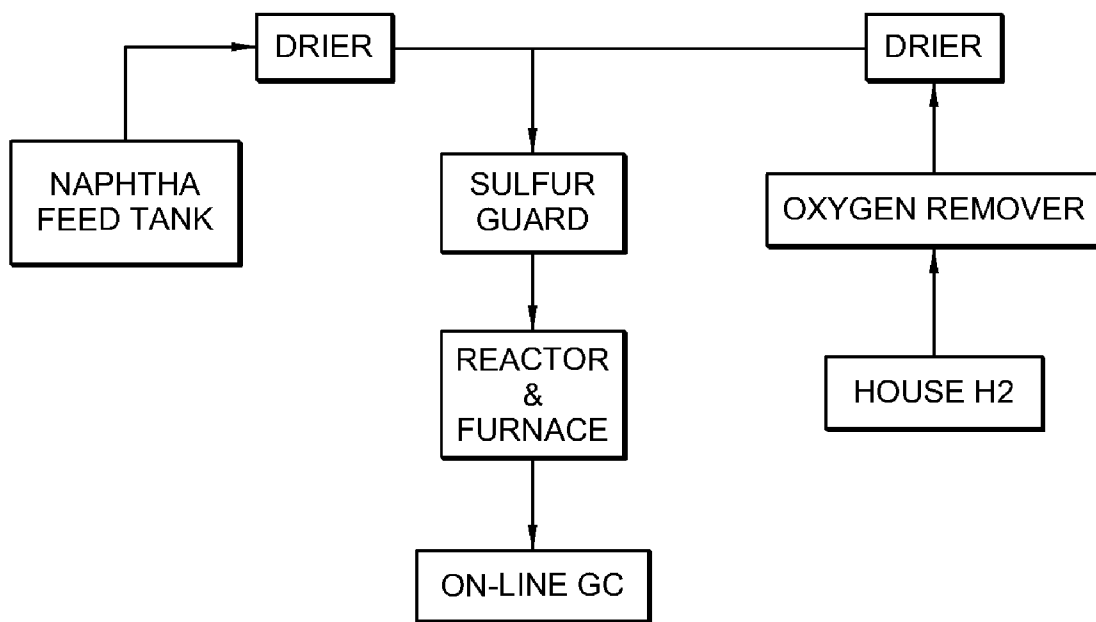 DRIER
DRIER
NAPHTHA
FEED TANK
SULFUR
GUARD
OXYGEN REMOVER
REACTOR
&
FURNACE
HOUSE H2
ON-LINE GC